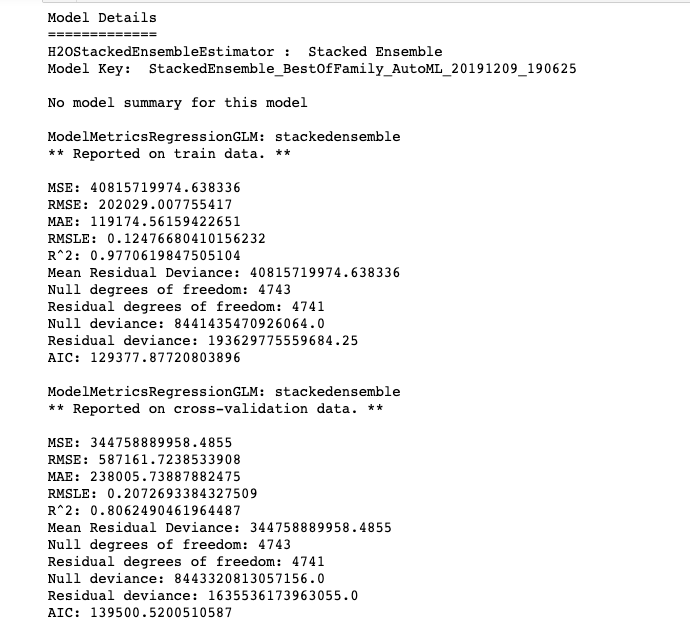 Model Details
=============
H2OStackedEnsembleEstimator :  Stacked Ensemble
Model Key:  StackedEnsemble_BestOfFamily_AutoML_20191209_190625
No model summary for this model
ModelMetricsRegressionGLM: stackedensemble
** Reported on train data. **
MSE: 40815719974.638336
RMSE: 202029.007755417
MAE: 119174.56159422651
RMSLE: 0.12476680410156232
R^2: 0.9770619847505104
Mean Residual Deviance: 40815719974.638336
Null degrees of freedom: 4743
Residual degrees of freedom: 4741
Null deviance: 8441435470926064.0
Residual deviance: 193629775559684.25
AIC: 129377.87720803896
ModelMetricsRegressionGLM: stackedensemble
** Reported on cross-validation data. **
MSE: 344758889958.4855
RMSE: 587161.7238533908
MAE: 238005.73887882475
RMSLE: 0.2072693384327509
R^2: 0.8062490461964487
Mean Residual Deviance: 344758889958.4855
Null degrees of freedom: 4743
Residual degrees of freedom: 4741
Null deviance: 8443320813057156.0
Residual deviance: 1635536173963055.0
AIC: 139500.5200510587